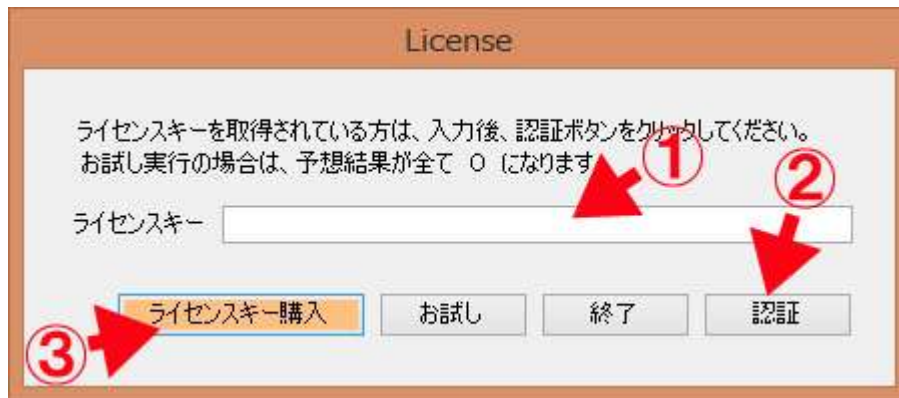 License
ライセンスキーを取得されている方は、入力後、認証ボタンをクリックしてください。
お試し実行の場合は、予想結果が全て 0 になります
①
②
ライセンスキー
ライセンスキー購入 お試し 終了 認証
③